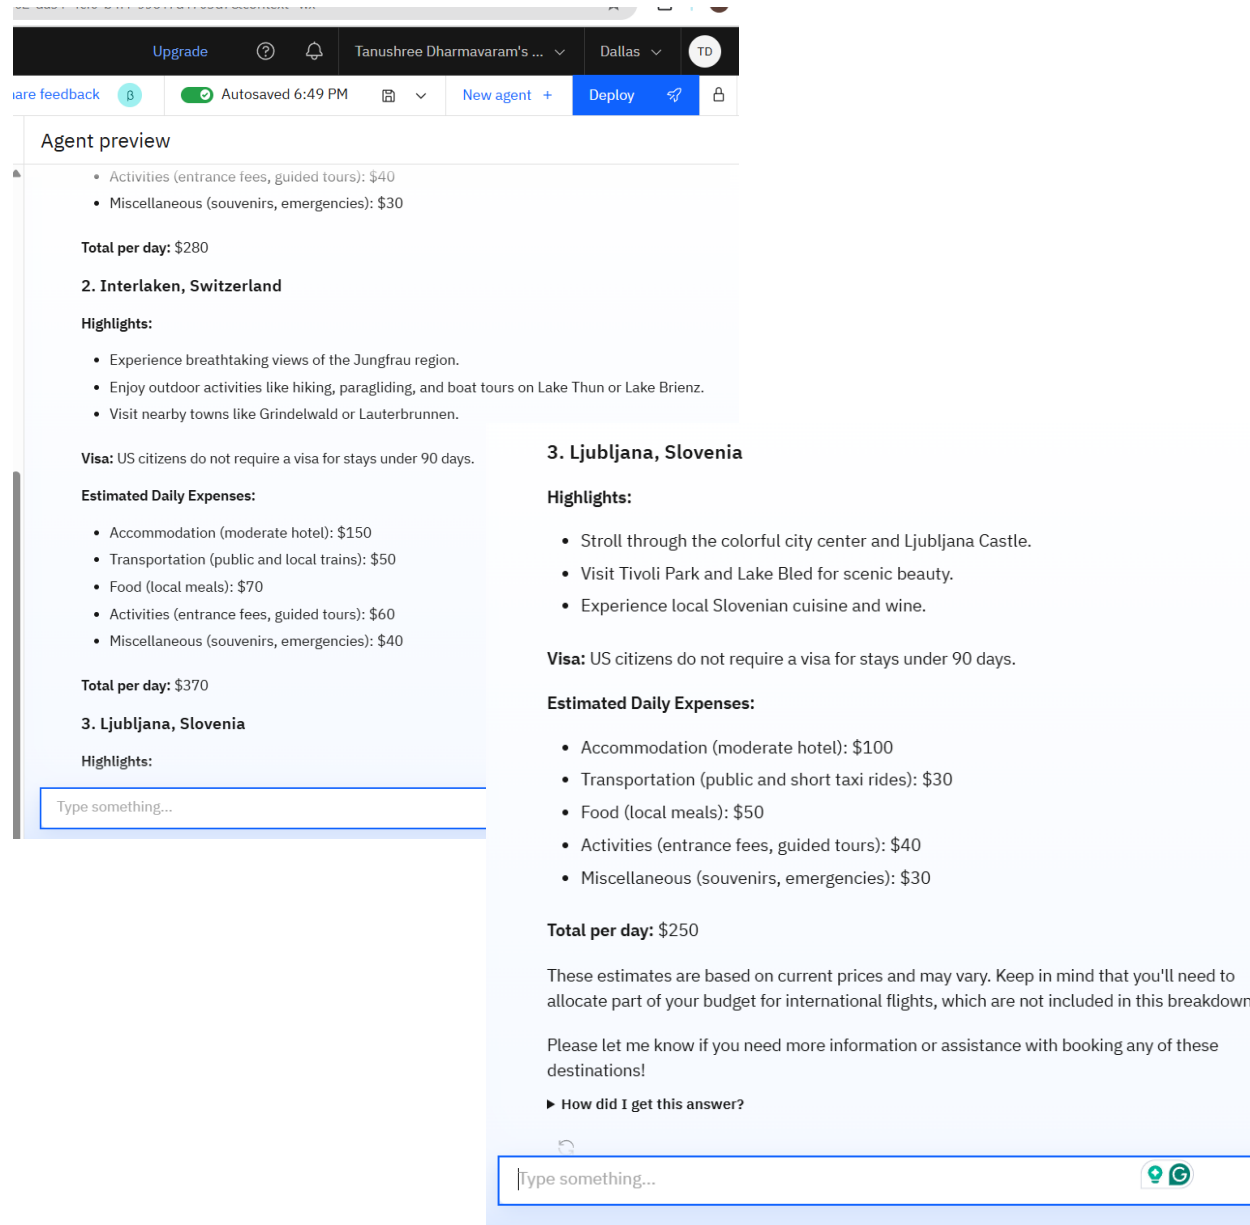 Upgrade
Tanushree Dharmavaram's ...
Dallas
TD
are feedback
β
Autosaved 6:49 PM
New agent +
Deploy
Agent preview
• Activities (entrance fees, guided tours): $40
• Miscellaneous (souvenirs, emergencies): $30
Total per day: $280
2. Interlaken, Switzerland
Highlights:
• Experience breathtaking views of the Jungfrau region.
• Enjoy outdoor activities like hiking, paragliding, and boat tours on Lake Thun or Lake Brienz.
• Visit nearby towns like Grindelwald or Lauterbrunnen.
Visa: US citizens do not require a visa for stays under 90 days.
Estimated Daily Expenses:
• Accommodation (moderate hotel): $150
• Transportation (public and local trains): $50
• Food (local meals): $70
• Activities (entrance fees, guided tours): $60
• Miscellaneous (souvenirs, emergencies): $40
Total per day: $370
3. Ljubljana, Slovenia
Highlights:
Type something...
3. Ljubljana, Slovenia
Highlights:
• Stroll through the colorful city center and Ljubljana Castle.
• Visit Tivoli Park and Lake Bled for scenic beauty.
• Experience local Slovenian cuisine and wine.
Visa: US citizens do not require a visa for stays under 90 days.
Estimated Daily Expenses:
• Accommodation (moderate hotel): $100
• Transportation (public and short taxi rides): $30
• Food (local meals): $50
• Activities (entrance fees, guided tours): $40
• Miscellaneous (souvenirs, emergencies): $30
Total per day: $250
These estimates are based on current prices and may vary. Keep in mind that you'll need to
allocate part of your budget for international flights, which are not included in this breakdown
Please let me know if you need more information or assistance with booking any of these
destinations!
How did I get this answer?
Type something...